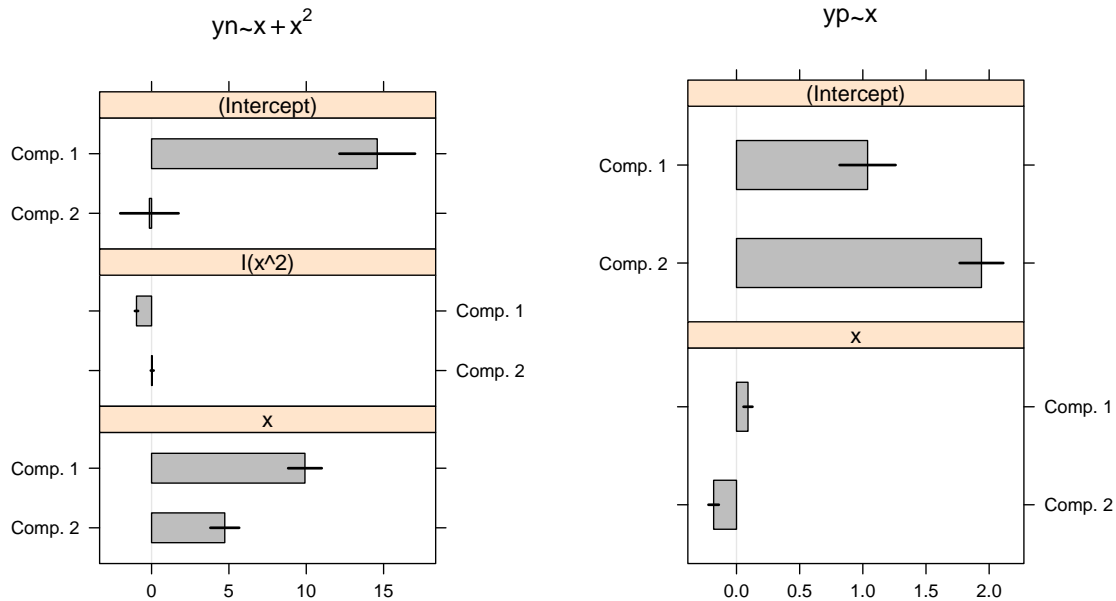 yn~x + x²
(Intercept)
Comp. 1
Comp. 2
I(x^2)
Comp. 1
Comp. 2
x
Comp. 1
Comp. 2
0 5 10 15
yp~x
(Intercept)
Comp. 1
Comp. 2
x
Comp. 1
Comp. 2
0.0 0.5 1.0 1.5 2.0